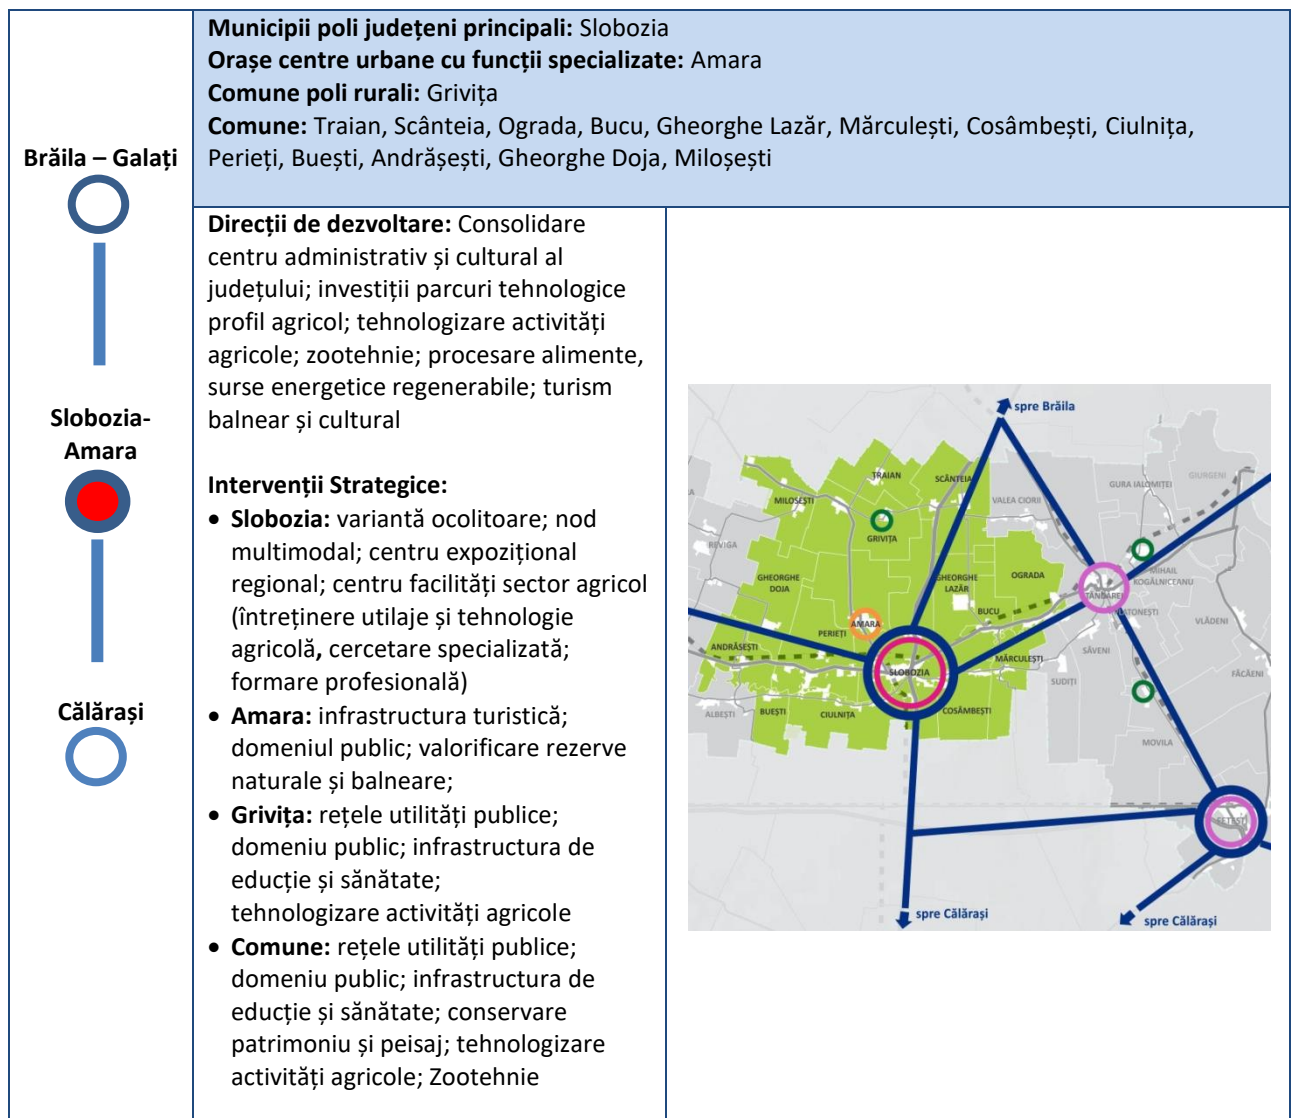 Brăila – Galați
Slobozia-
Amara
Călărași
Municipii poli județeni principali: Slobozia
Orașe centre urbane cu funcții specializate: Amara
Comune poli rurali: Grivița
Comune: Traian, Scânteia, Ograda, Bucu, Gheorghe Lazăr, Mărculești, Cosâmbești, Ciulnița,
Perieți, Buești, Andrășești, Gheorghe Doja, Miloșești
Direcții de dezvoltare: Consolidare
centru administrativ și cultural al
județului; investiții parcuri tehnologice
profil agricol; tehnologizare activități
agricole; zootehnie; procesare alimente,
surse energetice regenerabile; turism
balnear și cultural
Intervenții Strategice:
• Slobozia: variantă ocolitoare; nod
multimodal; centru expozițional
regional; centru facilități sector agricol
(întreținere utilaje și tehnologie
agricolă, cercetare specializată;
formare profesională)
• Amara: infrastructura turistică;
domeniul public; valorificare rezerve
naturale și balneare;
• Grivița: rețele utilități publice;
domeniu public; infrastructura de
educție și sănătate;
tehnologizare activități agricole
• Comune: rețele utilități publice;
domeniu public; infrastructura de
educție și sănătate; conservare
patrimoniu și peisaj; tehnologizare
activități agricole; Zootehnie
spre Brăila
TRAIAN
SCÂNTEIA
GIURGENI
GURA IALOMIȚEI
MILOSEȘTI
VALEA CIORII
GRIVIȚA
REVIGA
MIHAIL
KOGĂLNICEANU
GHEORGHE
DOJA
GHEORGHE
LAZĂR
OGRADA
ȚĂNDĂREI
BUCU
PLATONEȘTI
VLĂDENI
AMARA
PERIEȚI
ANDRĂSEȘTI
SĂVENI
MĂRCULEȘTI
SLOBOZIA
SUDIȚI
FĂCĂENI
ALBEȘTI
BUEȘTI
CIULNIȚA
COSÂMBEȘTI
MOVILA
FETEȘTI
spre Călărași
spre Călărași